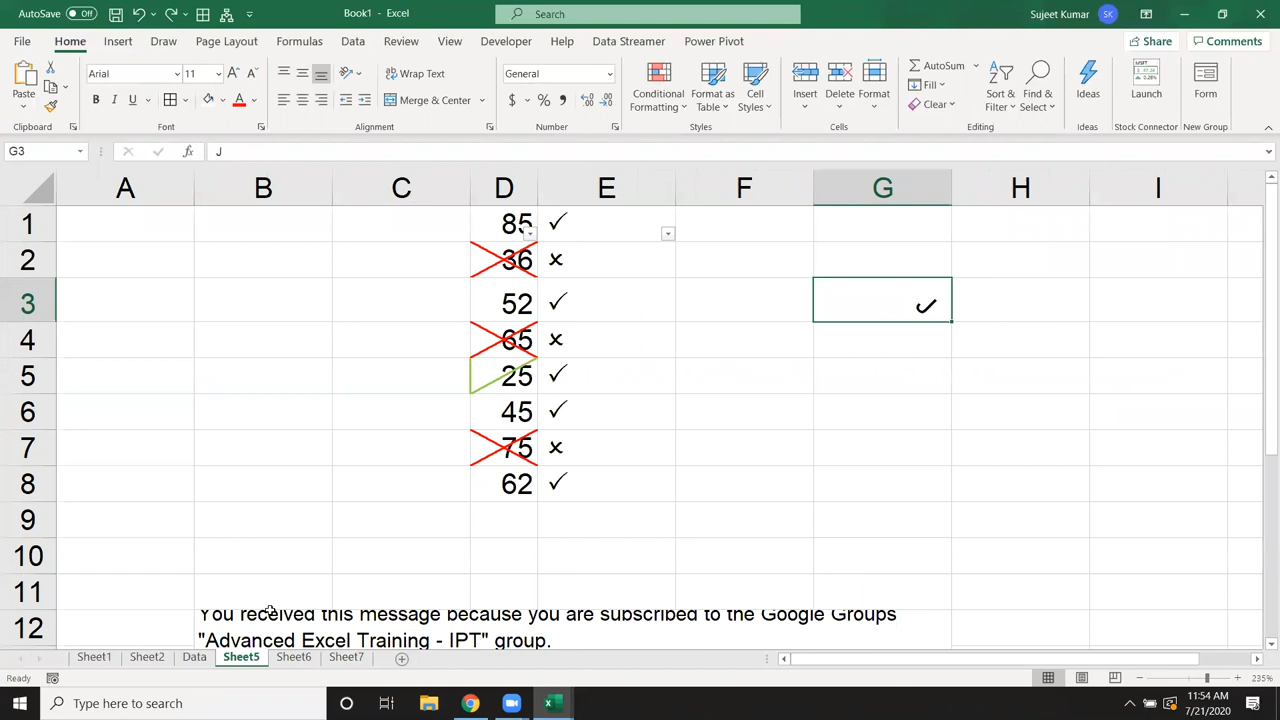 AutoSave Off Book1 - Excel Search Sujeet Kumar SK
File Home Insert Draw Page Layout Formulas Data Review View Developer Help Data Streamer Power Pivot Share Comments
Paste Arial 11 Wrap Text General AutoSum
B I U Merge & Center $ % Conditional Formatting Format as Table Cell Styles Insert Delete Format Fill Clear Sort & Filter Find & Select Ideas Launch Form
Clipboard Font Alignment Number Styles Cells Editing Ideas Stock Connector New Group
G3 fx J
A B C D E F G H I
1 85 ✓
2 36 ×
3 52 ✓ ✓
4 65 ×
5 25 ✓
6 45 ✓
7 75 ×
8 62 ✓
9
10
11
You received this message because you are subscribed to the Google Groups
12 "Advanced Excel Training - IPT" group.
Sheet1 Sheet2 Data Sheet5 Sheet6 Sheet7
Ready 235%
Type here to search 11:54 AM
7/21/2020